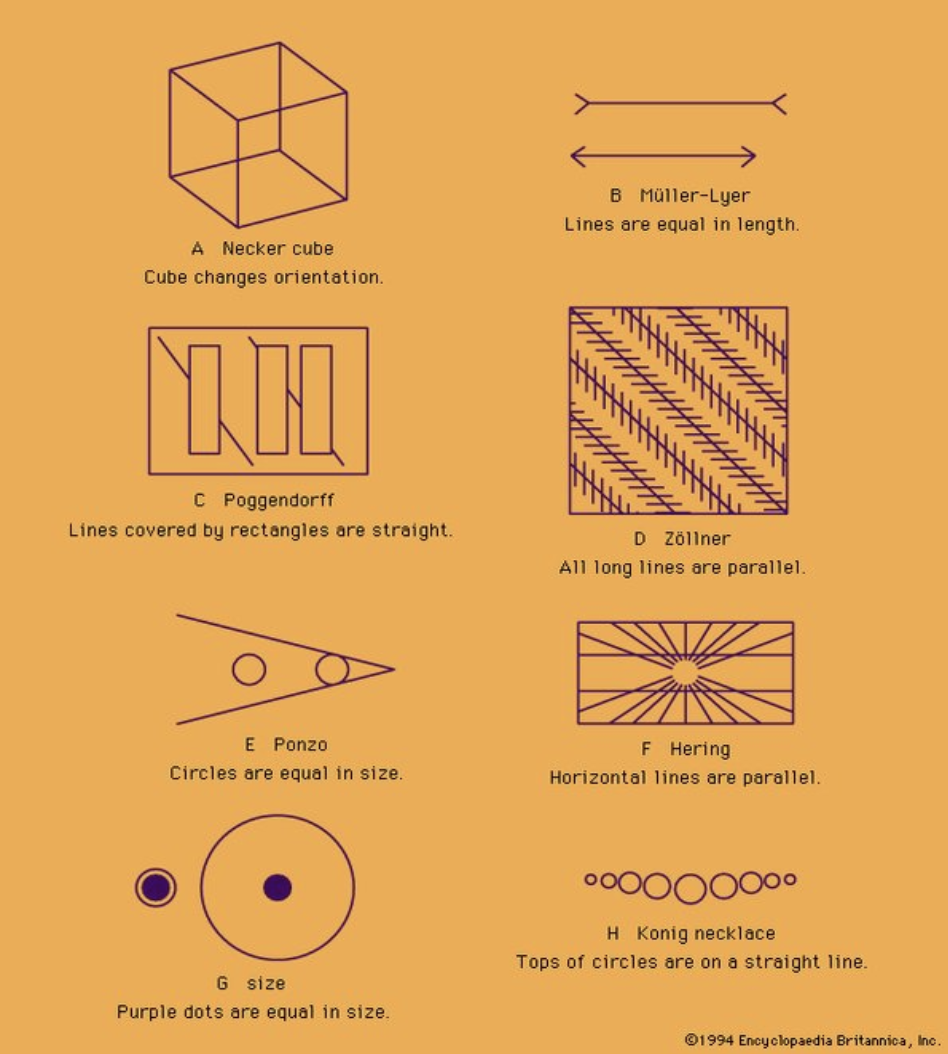 A Necker cube
Cube changes orientation.
B Müller-Lyer
Lines are equal in length.
C Poggendorff
Lines covered by rectangles are straight.
D Zöllner
All long lines are parallel.
E Ponzo
Circles are equal in size.
F Hering
Horizontal lines are parallel.
G size
Purple dots are equal in size.
H Konig necklace
Tops of circles are on a straight line.
©1994 Encyclopaedia Britannica, Inc.